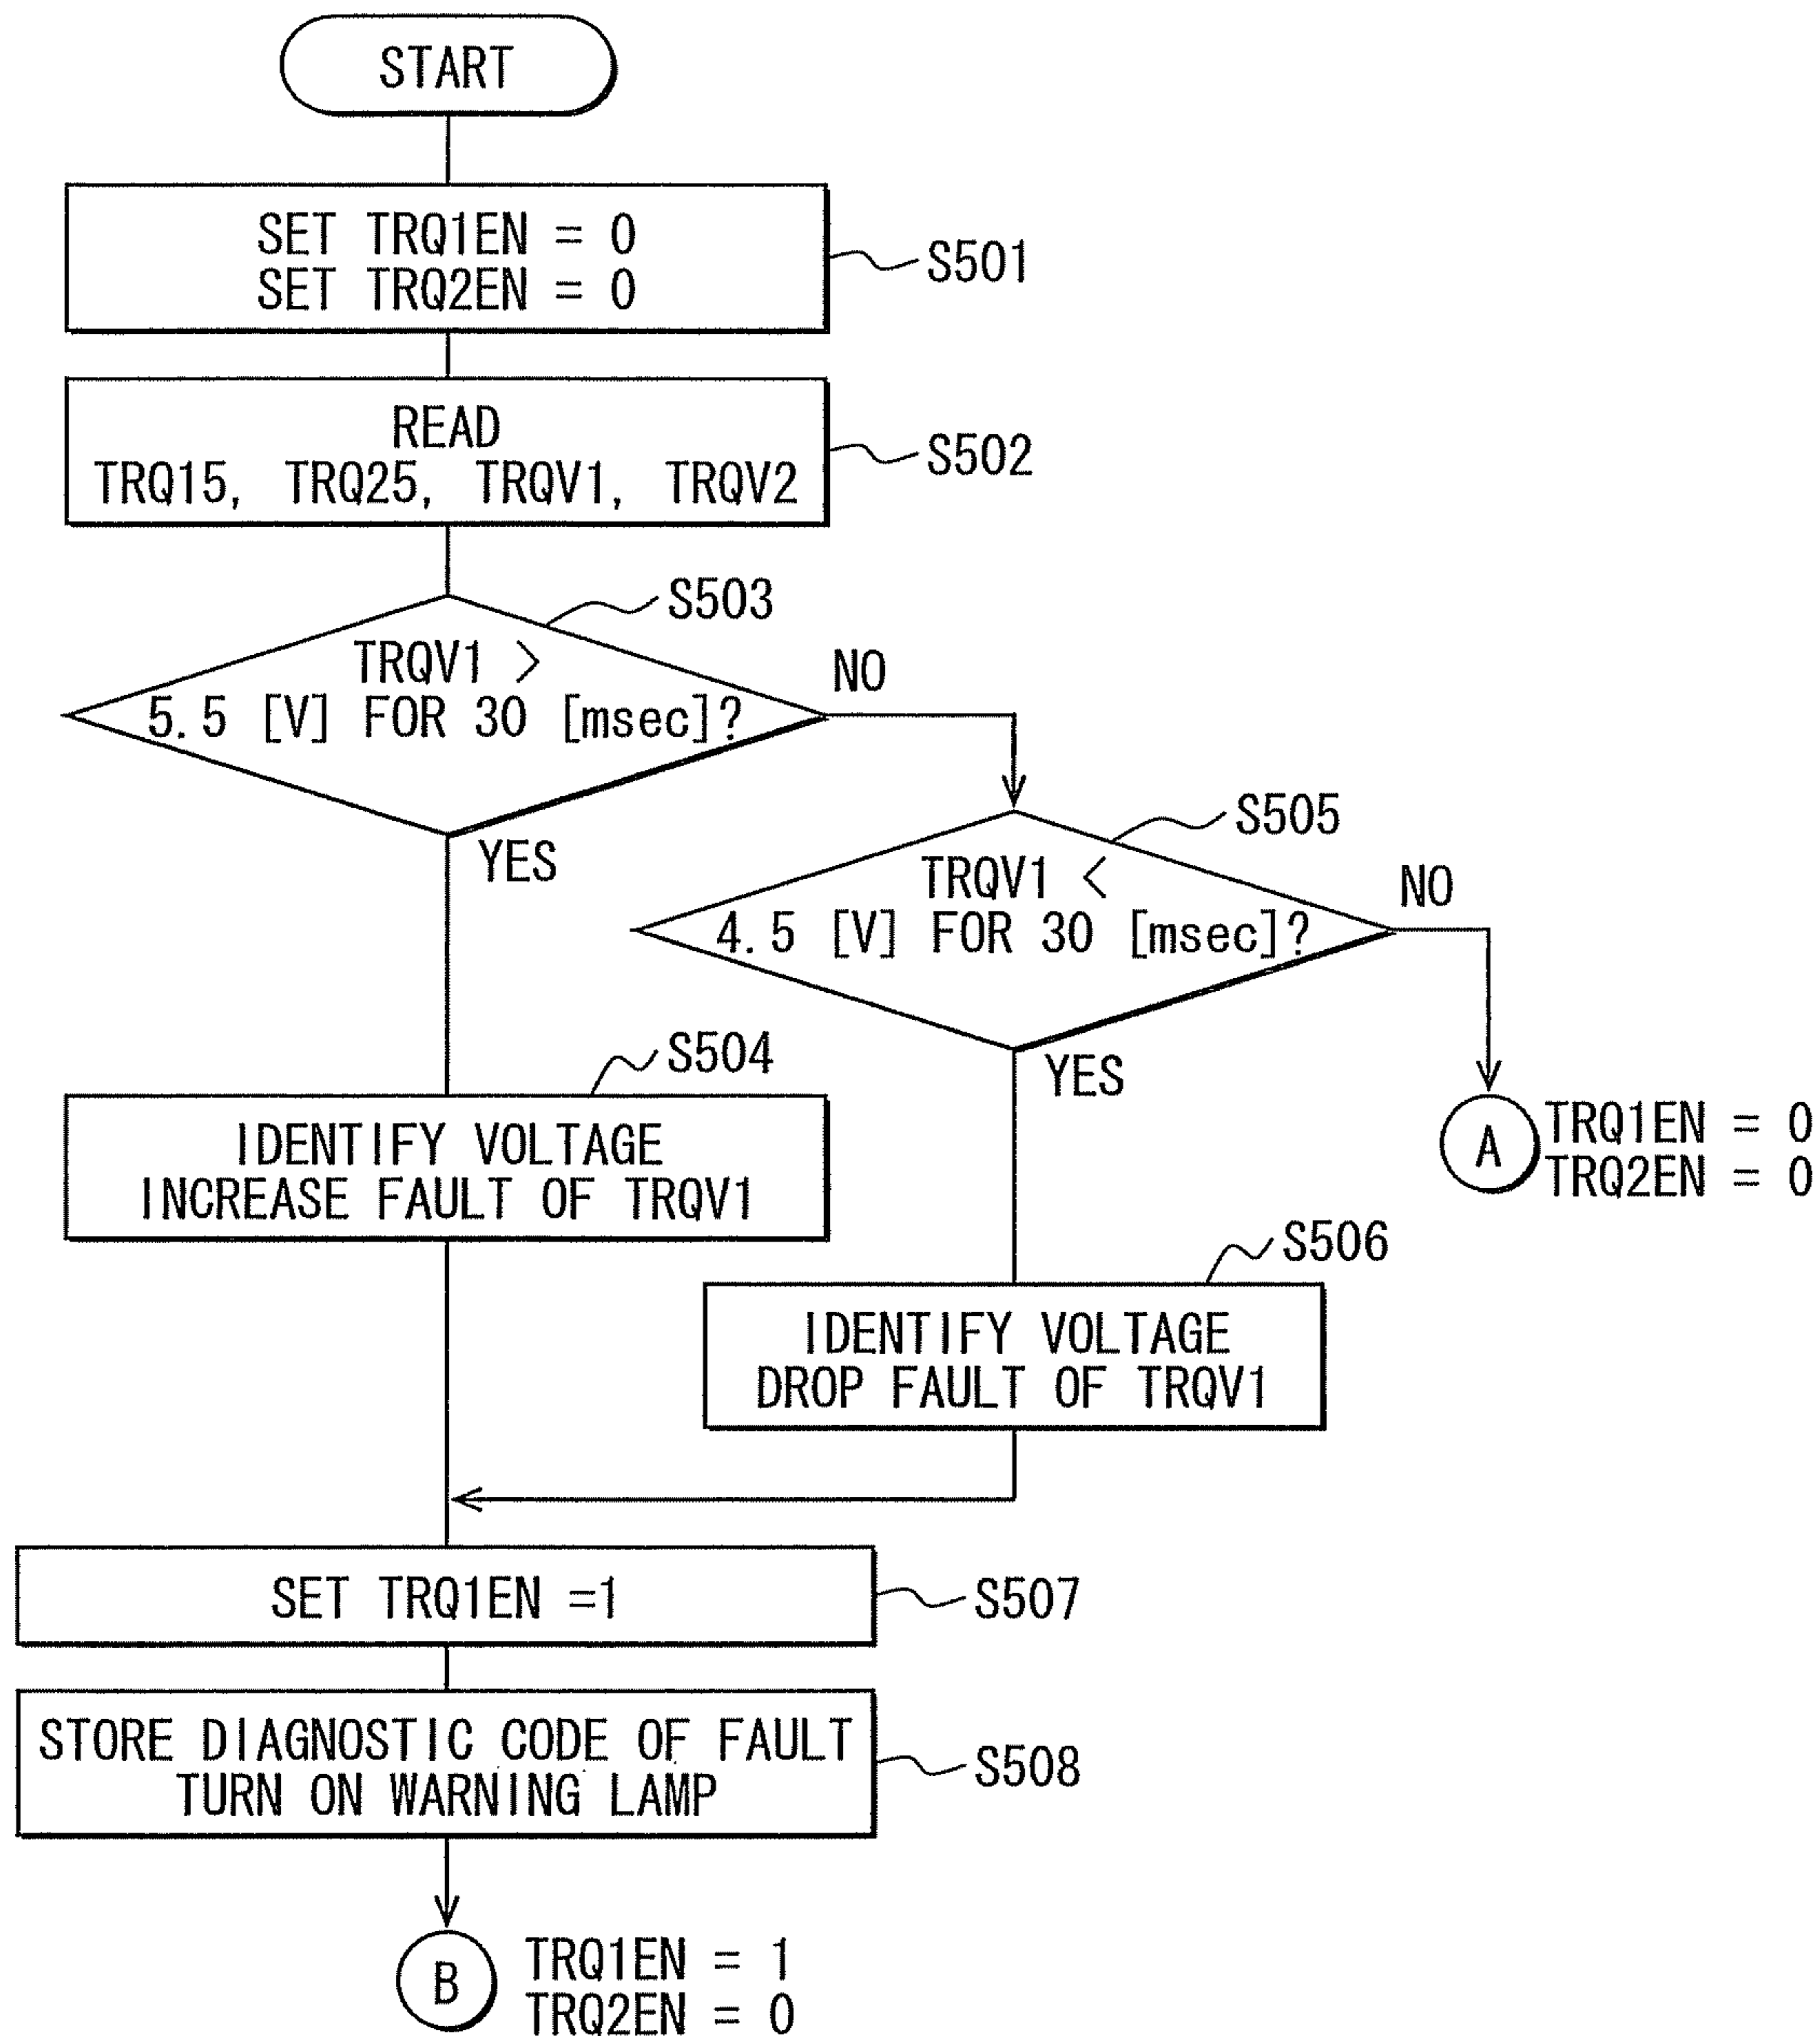 START
SET TRQ1EN = 0
SET TRQ2EN = 0
S501
READ
TRQ15, TRQ25, TRQV1, TRQV2
S502
S503
TRQV1 >
5.5 [V] FOR 30 [msec]?
NO
YES
S505
TRQV1 <
4.5 [V] FOR 30 [msec]?
NO
YES
S504
IDENTIFY VOLTAGE
INCREASE FAULT OF TRQV1
A
TRQ1EN = 0
TRQ2EN = 0
S506
IDENTIFY VOLTAGE
DROP FAULT OF TRQV1
SET TRQ1EN =1
S507
STORE DIAGNOSTIC CODE OF FAULT
TURN ON WARNING LAMP
S508
B
TRQ1EN = 1
TRQ2EN = 0